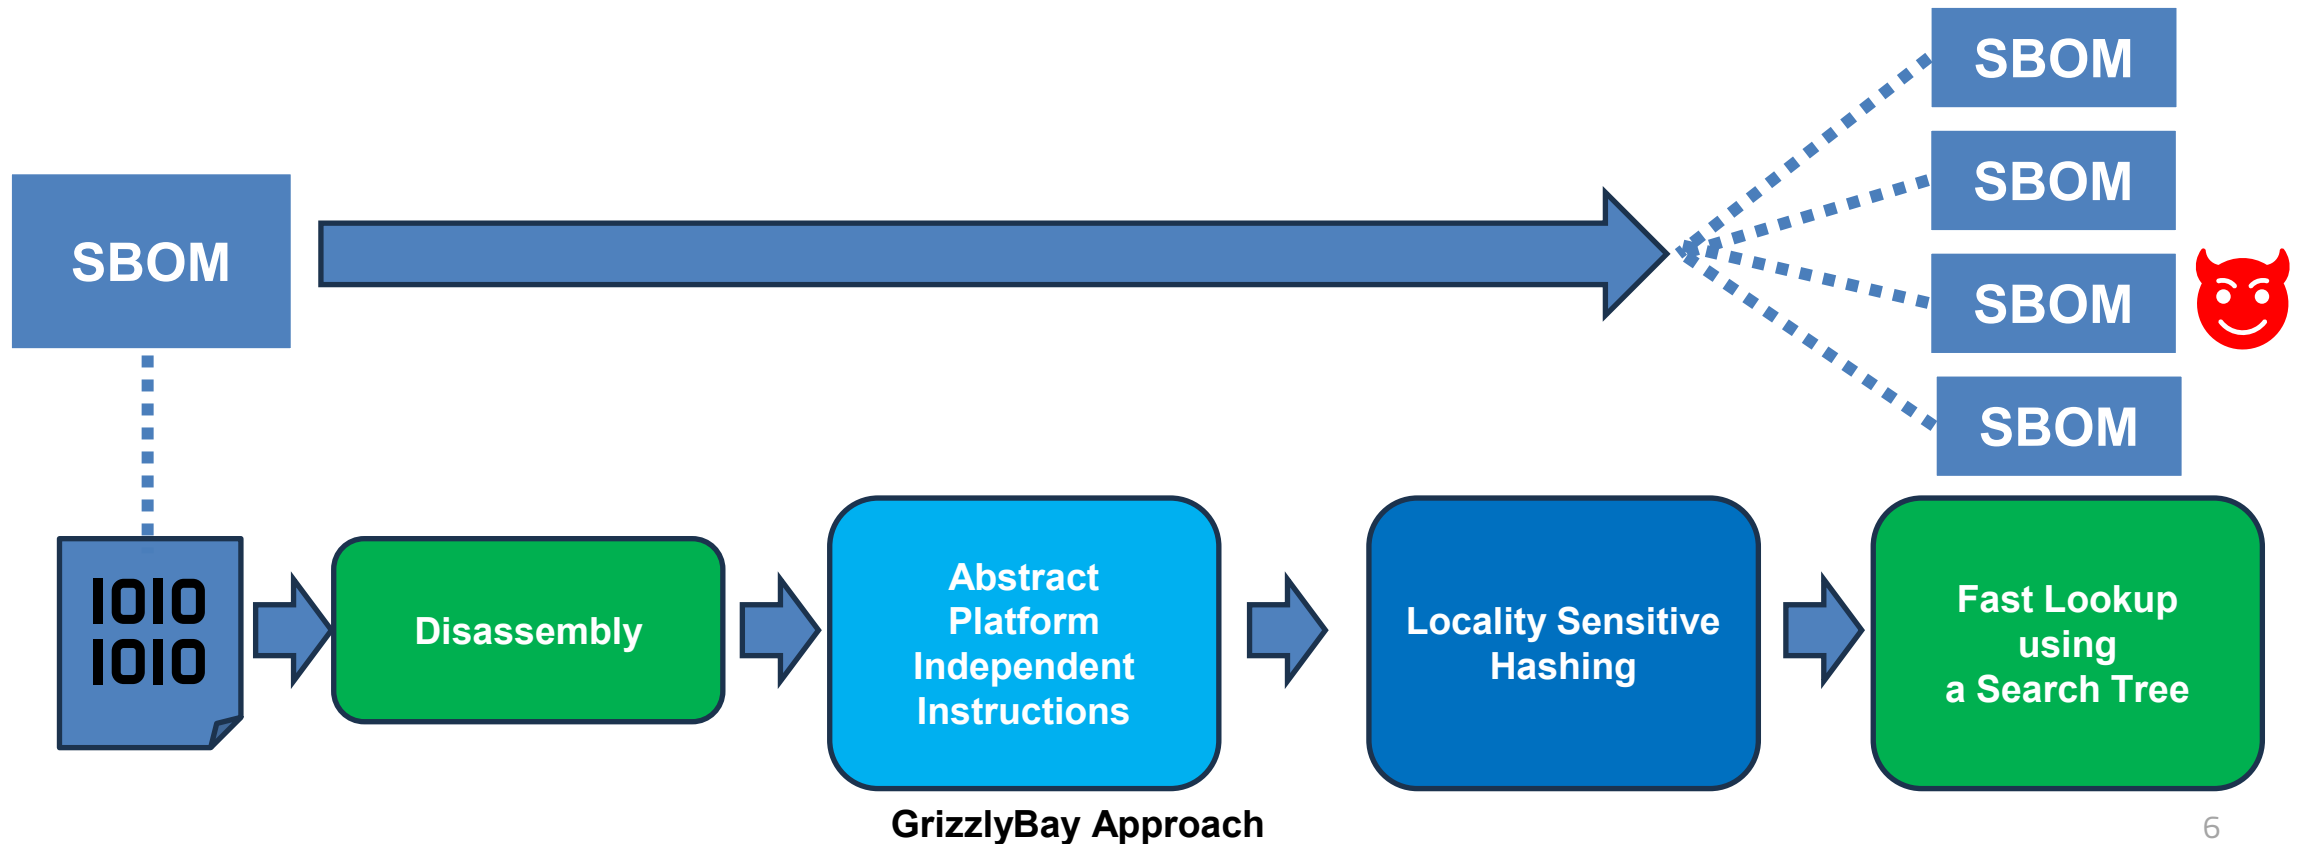 SBOM
SBOM
SBOM
SBOM
SBOM
1010
1010
Disassembly
Abstract
Platform
Independent
Instructions
Locality Sensitive
Hashing
Fast Lookup
using
a Search Tree
GrizzlyBay Approach
6